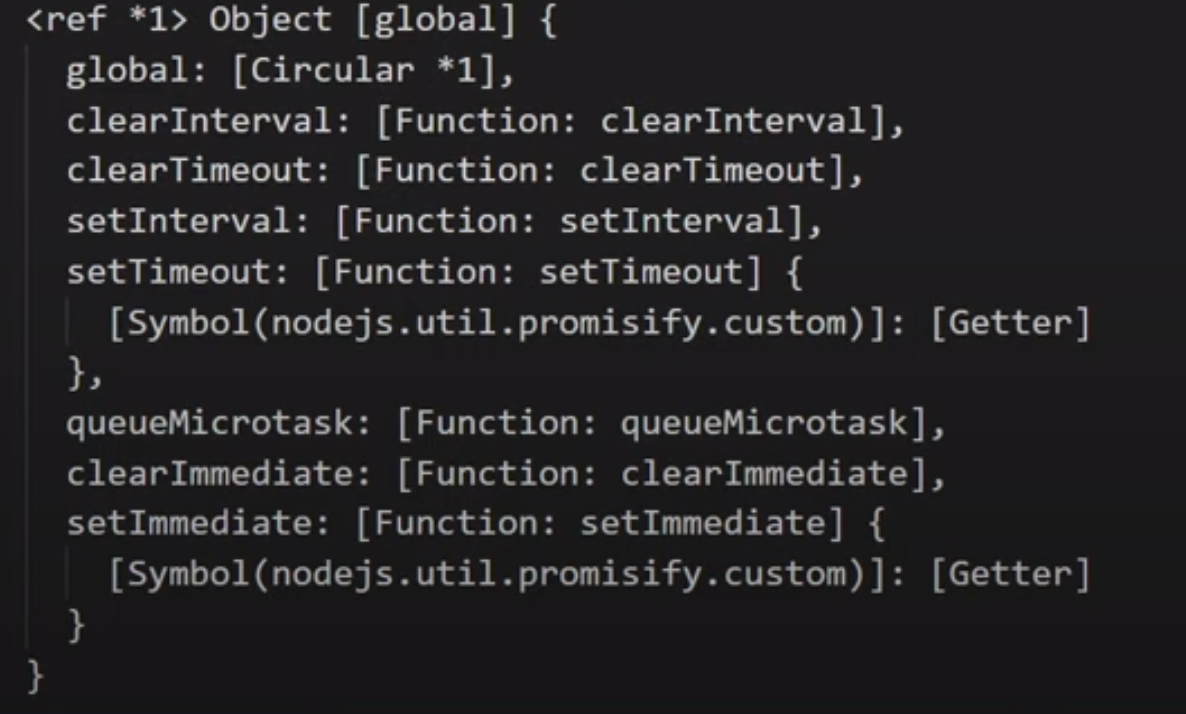 <ref *1> Object [global] {
  global: [Circular *1],
  clearInterval: [Function: clearInterval],
  clearTimeout: [Function: clearTimeout],
  setInterval: [Function: setInterval],
  setTimeout: [Function: setTimeout] {
    [Symbol(nodejs.util.promisify.custom)]: [Getter]
  },
  queueMicrotask: [Function: queueMicrotask],
  clearImmediate: [Function: clearImmediate],
  setImmediate: [Function: setImmediate] {
    [Symbol(nodejs.util.promisify.custom)]: [Getter]
  }
}